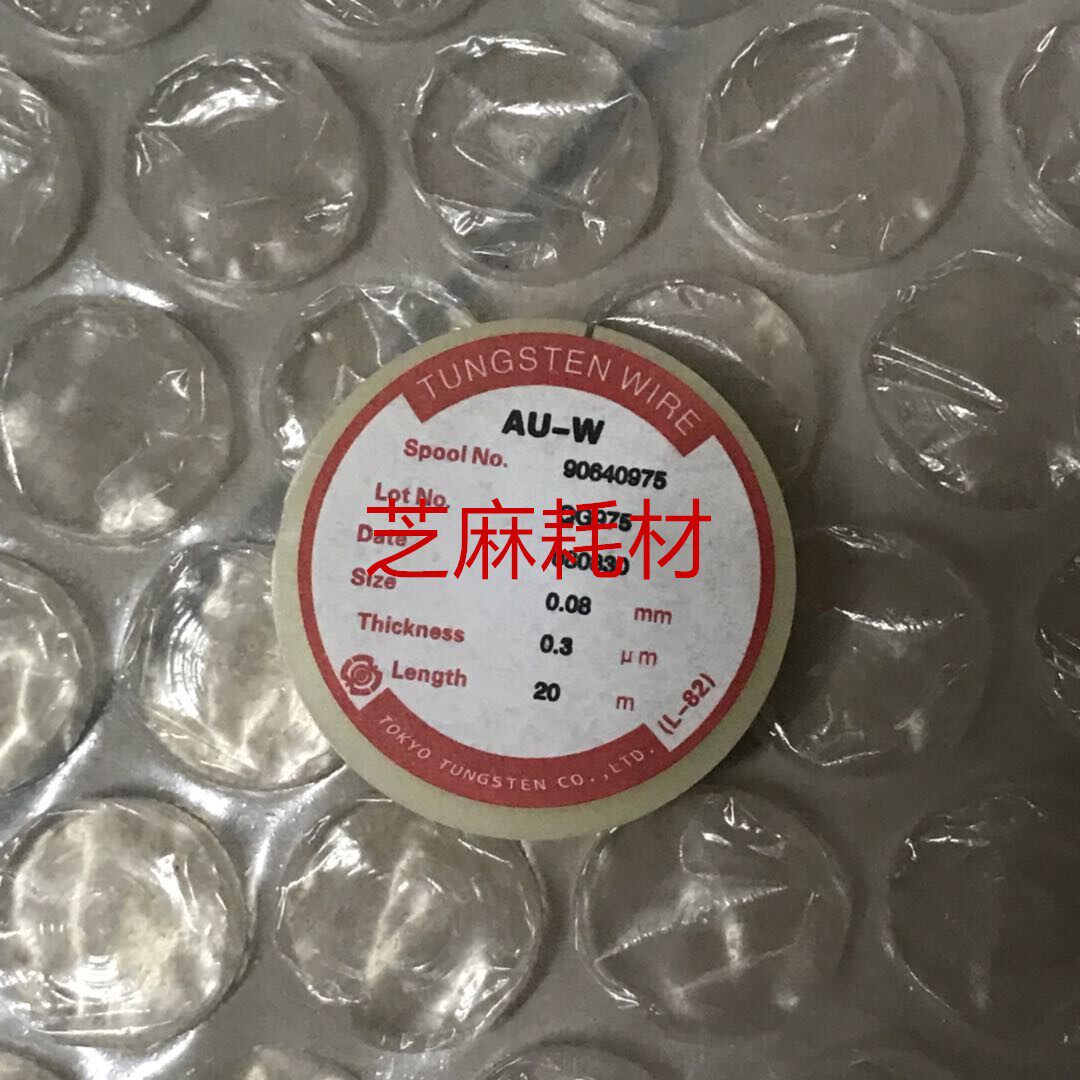 TUNGSTEN WIRE
AU-W
Spool No. 90640975
Lot No.
芝麻耗材
Date
Size 0.08 mm
Thickness 0.3 μm
Length 20 m
(L-82)
TOKYO TUNGSTEN CO.,LTD.